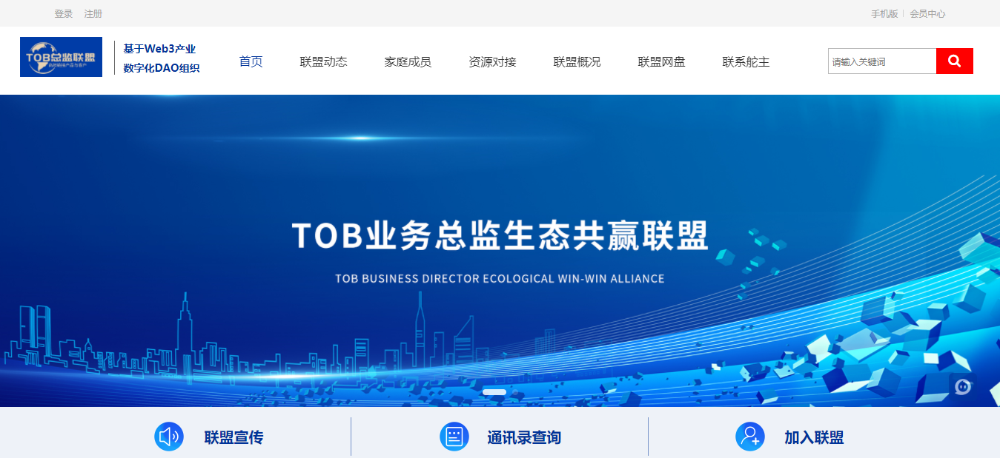 登录 注册
手机版 会员中心
TOB总监联盟
基于Web3产业
数字化DAO组织
首页 联盟动态 家庭成员 资源对接 联盟概况 联盟网盘 联系舵主
请输入关键词
TOB业务总监生态共赢联盟
TOB BUSINESS DIRECTOR ECOLOGICAL WIN-WIN ALLIANCE
联盟宣传 通讯录查询 加入联盟